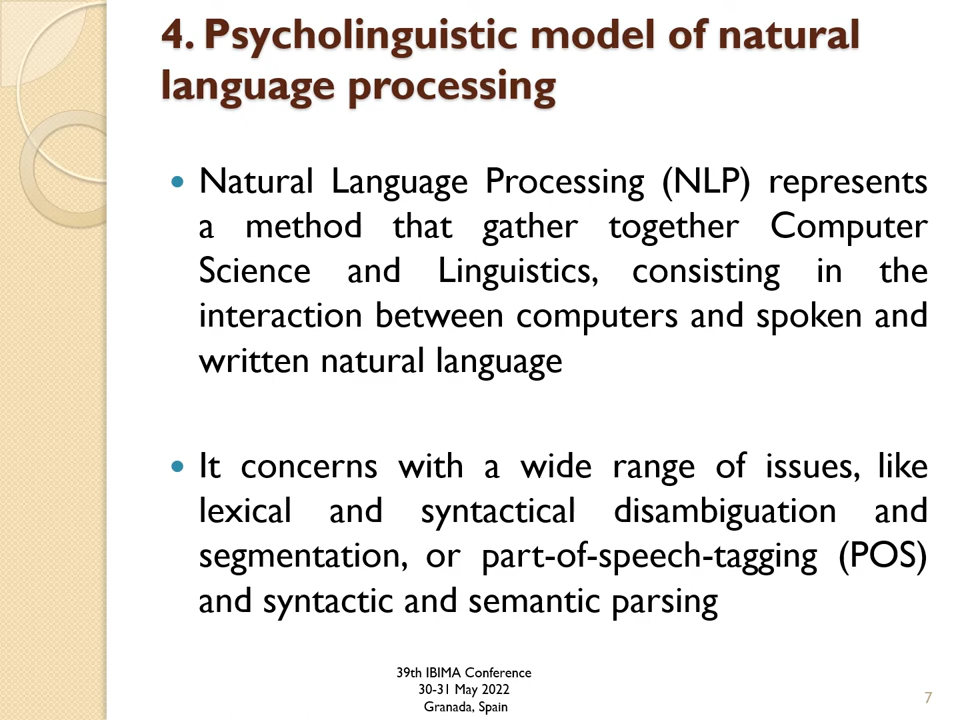 4. Psycholinguistic model of natural
language processing
• Natural Language Processing (NLP) represents
a method that gather together Computer
Science and Linguistics, consisting in the
interaction between computers and spoken and
written natural language
• It concerns with a wide range of issues, like
lexical and syntactical disambiguation and
segmentation, or part-of-speech-tagging (POS)
and syntactic and semantic parsing
39th IBIMA Conference
30-31 May 2022
Granada, Spain
7